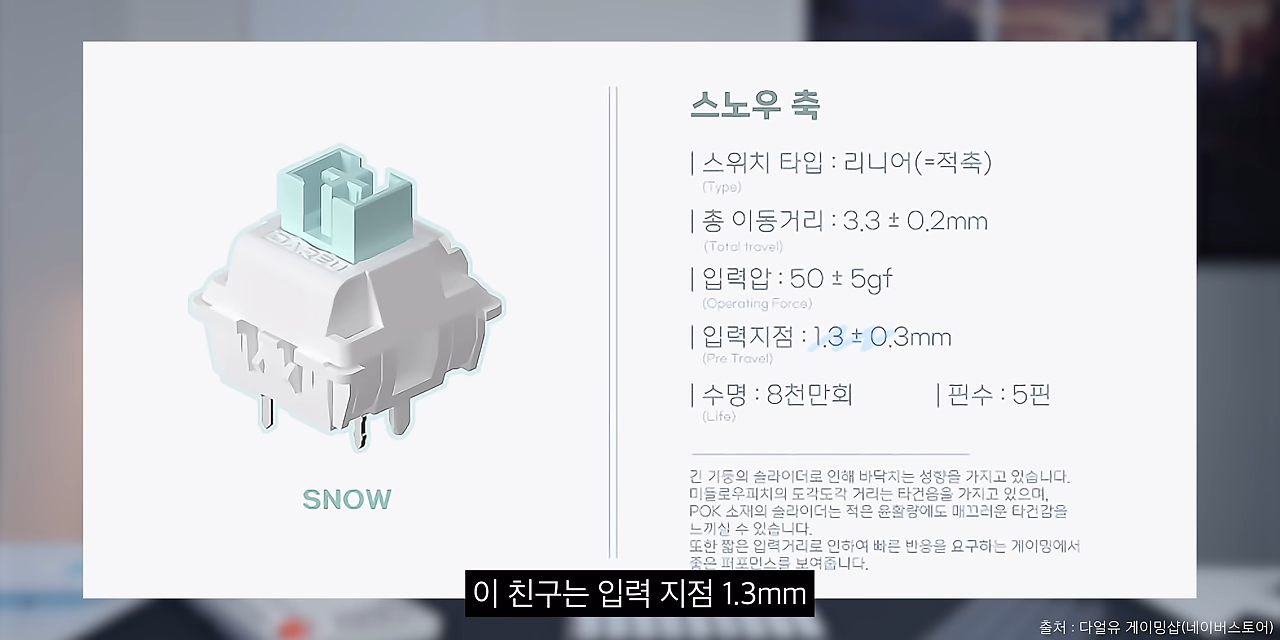 스노우 축
| 스위치 타입 : 리니어(=적축)
(Type)
| 총 이동거리 : 3.3 ± 0.2mm
(Total travel)
| 입력압 : 50 ± 5gf
(Operating Force)
| 입력지점 : 1.3 ± 0.3mm
(Pre Travel)
| 수명 : 8천만회 | 핀수 : 5핀
(Life)
DAREU
SNOW
긴 기둥의 슬라이더로 인해 바닥치는 성향을 가지고 있습니다.
미들로우피치의 도각도각 거리는 타건음을 가지고 있으며,
POK 소재의 슬라이더는 적은 윤활량에도 매끄러운 타건감을
느끼실 수 있습니다.
또한 짧은 입력거리로 인하여 빠른 반응을 요구하는 게이밍에서
좋은 퍼포먼스를 보여줍니다.
이 친구는 입력 지점 1.3mm
출처 : 다얼유 게이밍샵(네이버스토어)